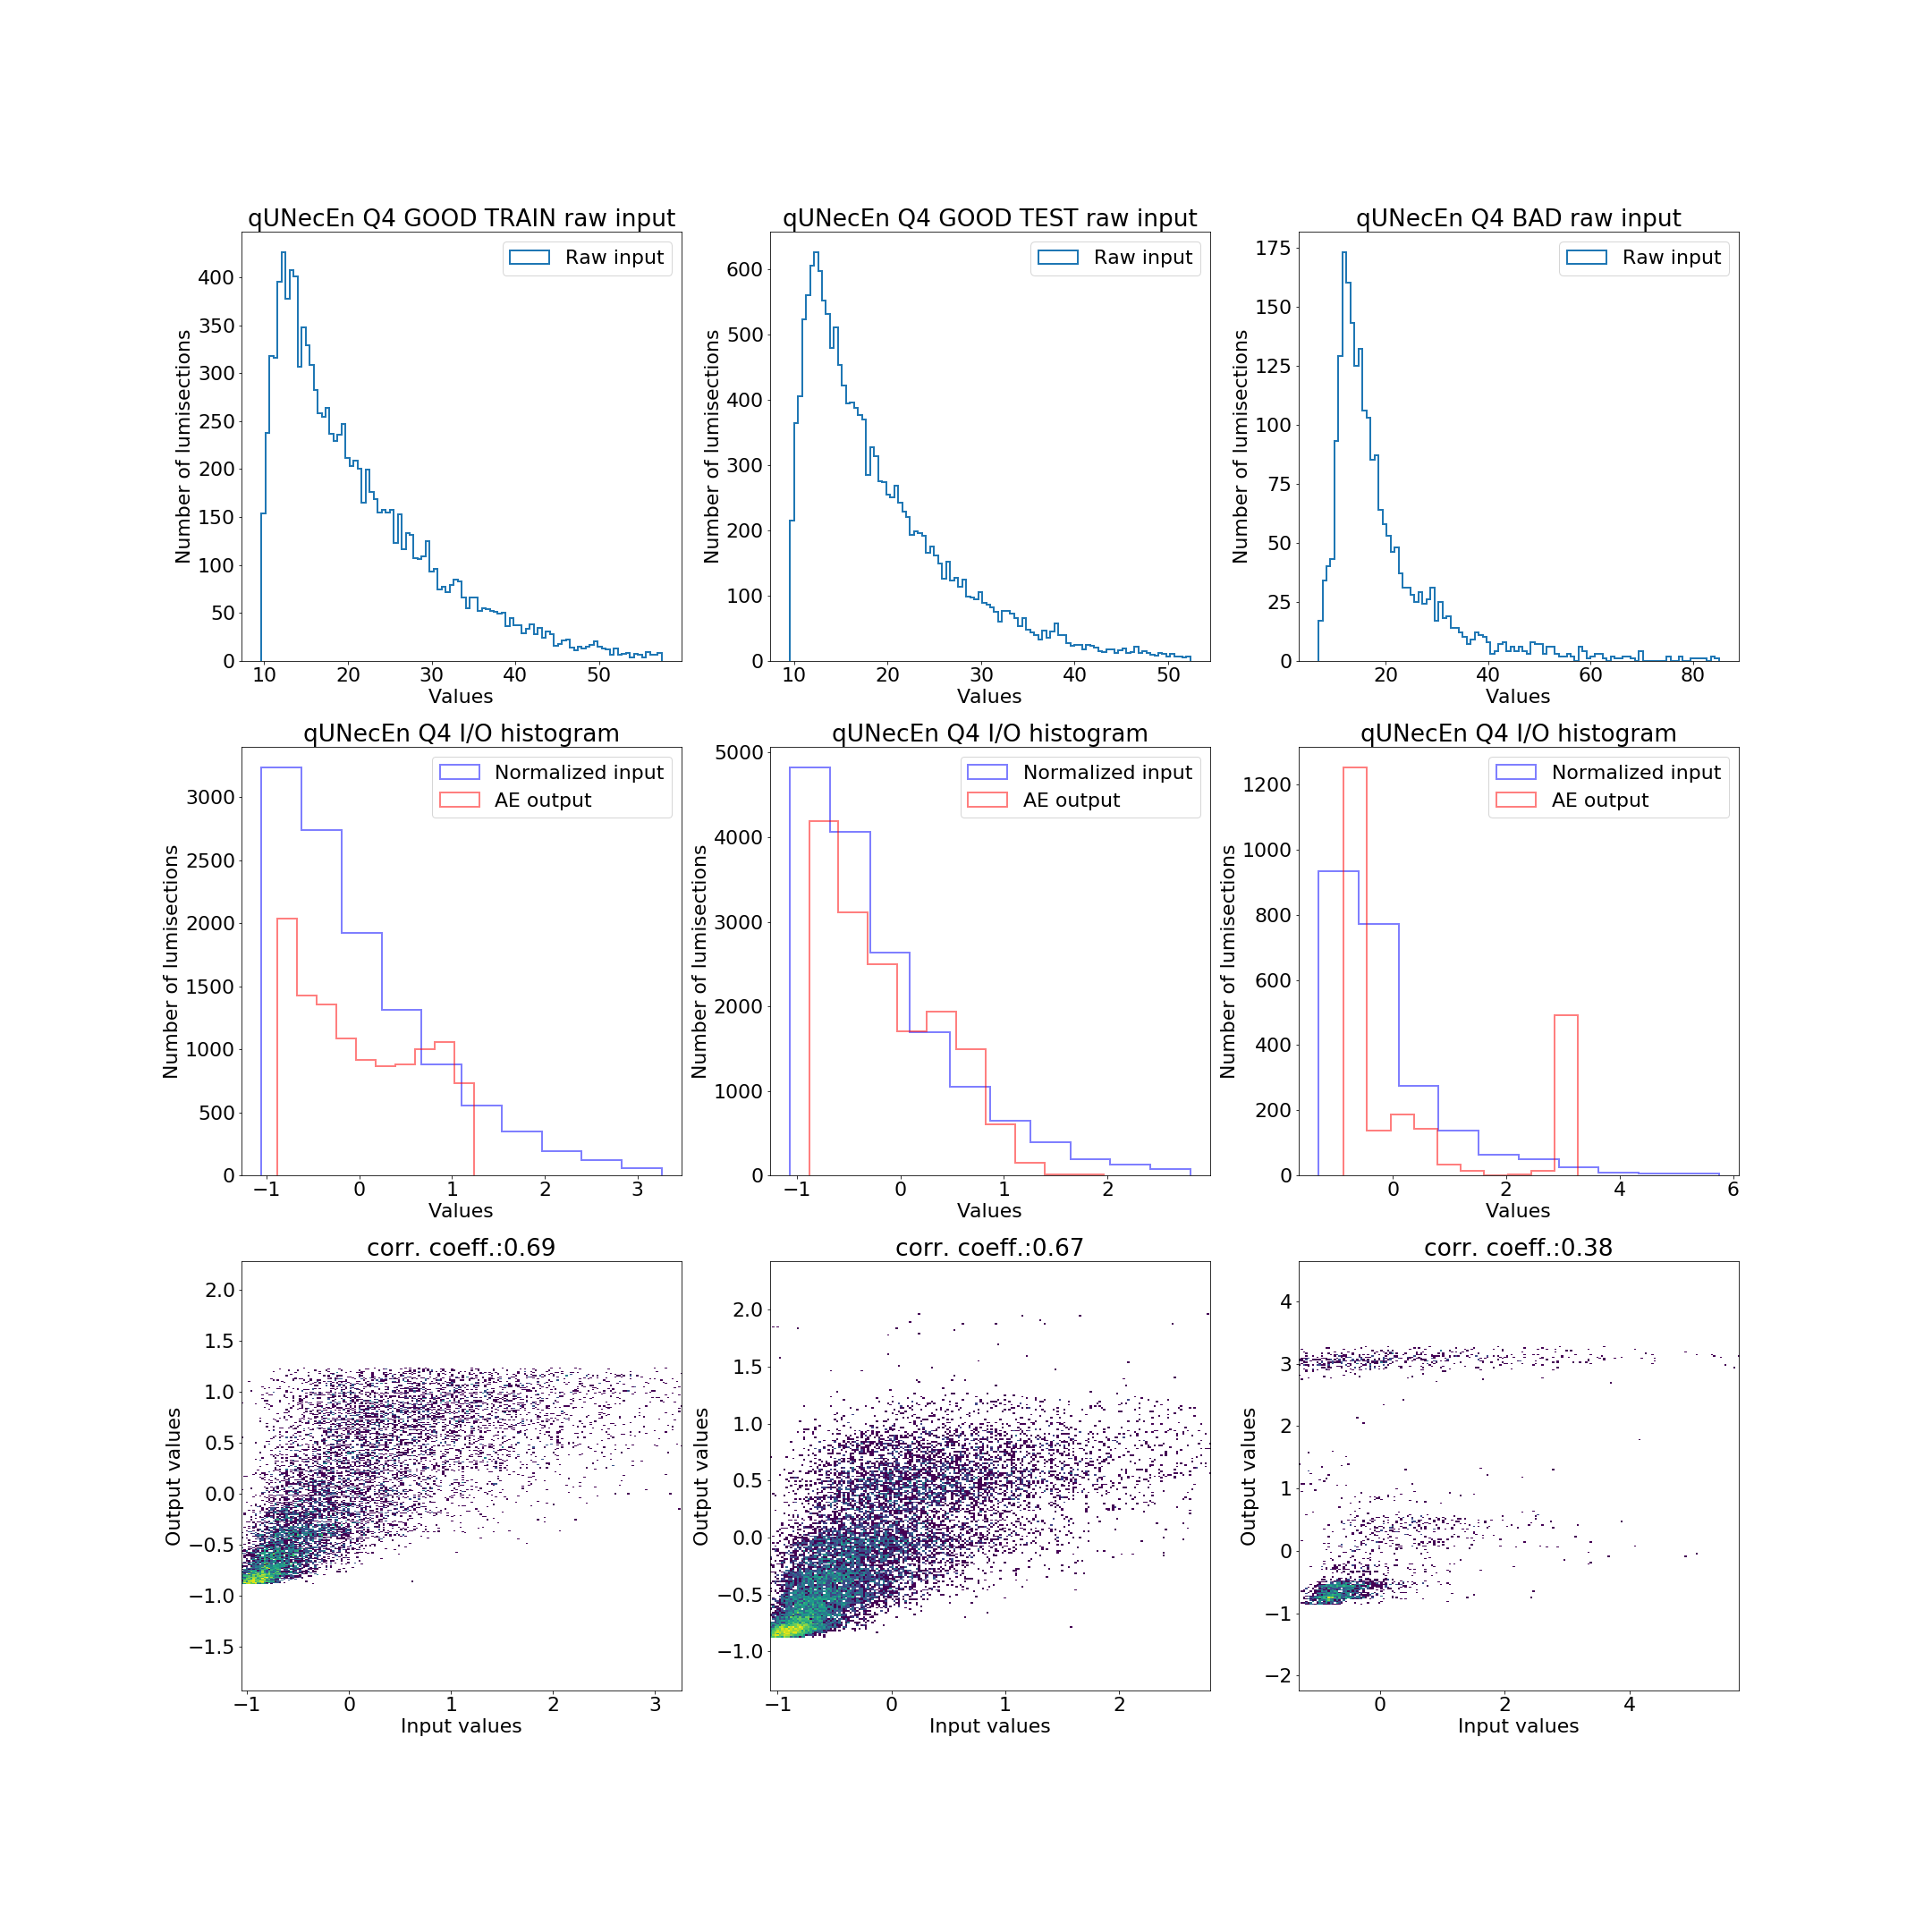 qUNecEn Q4 GOOD TRAIN raw input
Raw input
Number of lumisections
400
350
300
250
200
150
100
50
0
10 20 30 40 50
Values
qUNecEn Q4 GOOD TEST raw input
Raw input
Number of lumisections
600
500
400
300
200
100
0
10 20 30 40 50
Values
qUNecEn Q4 BAD raw input
Raw input
Number of lumisections
175
150
125
100
75
50
25
0
20 40 60 80
Values
qUNecEn Q4 I/O histogram
Normalized input
AE output
Number of lumisections
3000
2500
2000
1500
1000
500
0
−1 0 1 2 3
Values
qUNecEn Q4 I/O histogram
Normalized input
AE output
Number of lumisections
5000
4000
3000
2000
1000
0
−1 0 1 2
Values
qUNecEn Q4 I/O histogram
Normalized input
AE output
Number of lumisections
1200
1000
800
600
400
200
0
0 2 4 6
Values
corr. coeff.:0.69
Output values
2.0
1.5
1.0
0.5
0.0
−0.5
−1.0
−1.5
−1 0 1 2 3
Input values
corr. coeff.:0.67
Output values
2.0
1.5
1.0
0.5
0.0
−0.5
−1.0
−1 0 1 2
Input values
corr. coeff.:0.38
Output values
4
3
2
1
0
−1
−2
0 2 4
Input values